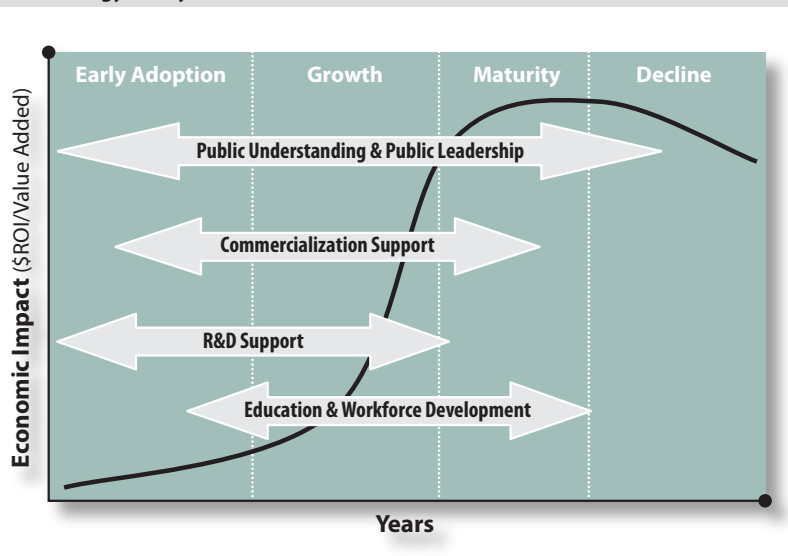 Early Adoption
Growth
Maturity
Decline
Public Understanding & Public Leadership
Commercialization Support
R&D Support
Education & Workforce Development
Economic Impact ($ROI/Value Added)
Years